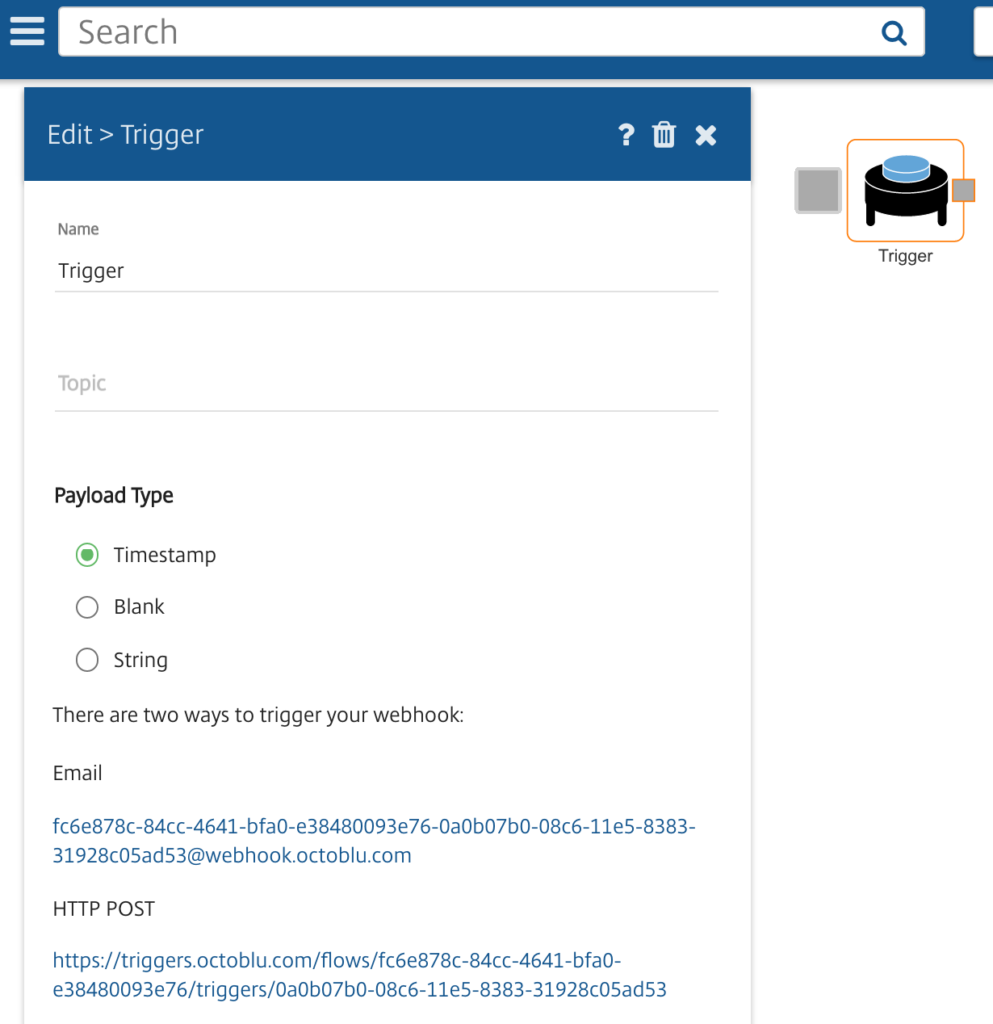 Search
Edit > Trigger
?
Trigger
Name
Trigger
Topic
Payload Type
Timestamp
Blank
String
There are two ways to trigger your webhook:
Email
fc6e878c-84cc-4641-bfa0-e38480093e76-0a0b07b0-08c6-11e5-8383-
31928c05ad53@webhook.octoblu.com
HTTP POST
https://triggers.octoblu.com/flows/fc6e878c-84cc-4641-bfa0-
e38480093e76/triggers/0a0b07b0-08c6-11e5-8383-31928c05ad53